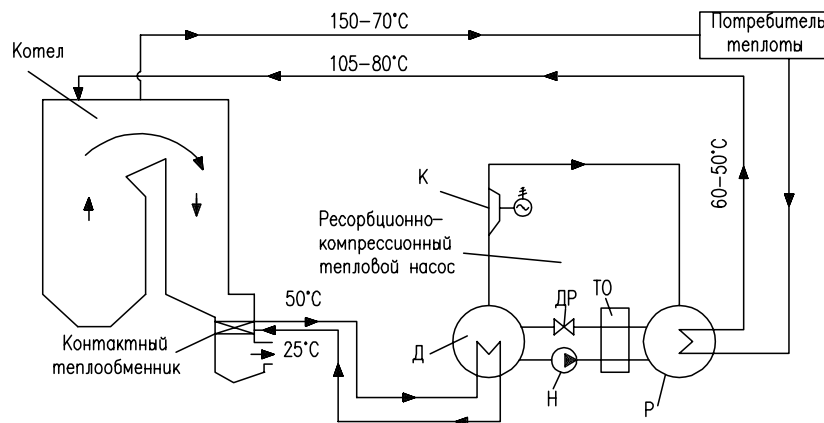 150–70°С
Потребитель
теплоты
Котел
105–80°С
60–50°С
К
Ресорбционно-
компрессионный
тепловой насос
50°С
ДР
ТО
Контактный
теплообменник
25°С
Д
Н
Р